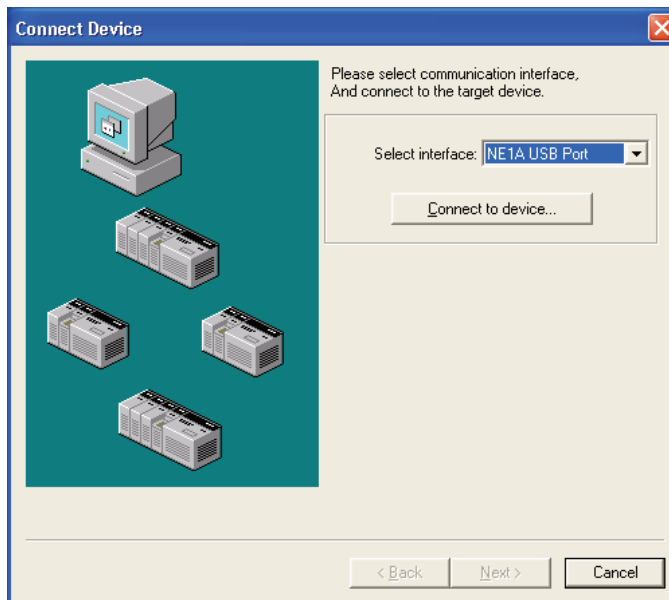 Connect Device
Please select communication interface,
And connect to the target device.
Select interface: NE1A USB Port
Connect to device...
< Back Next > Cancel